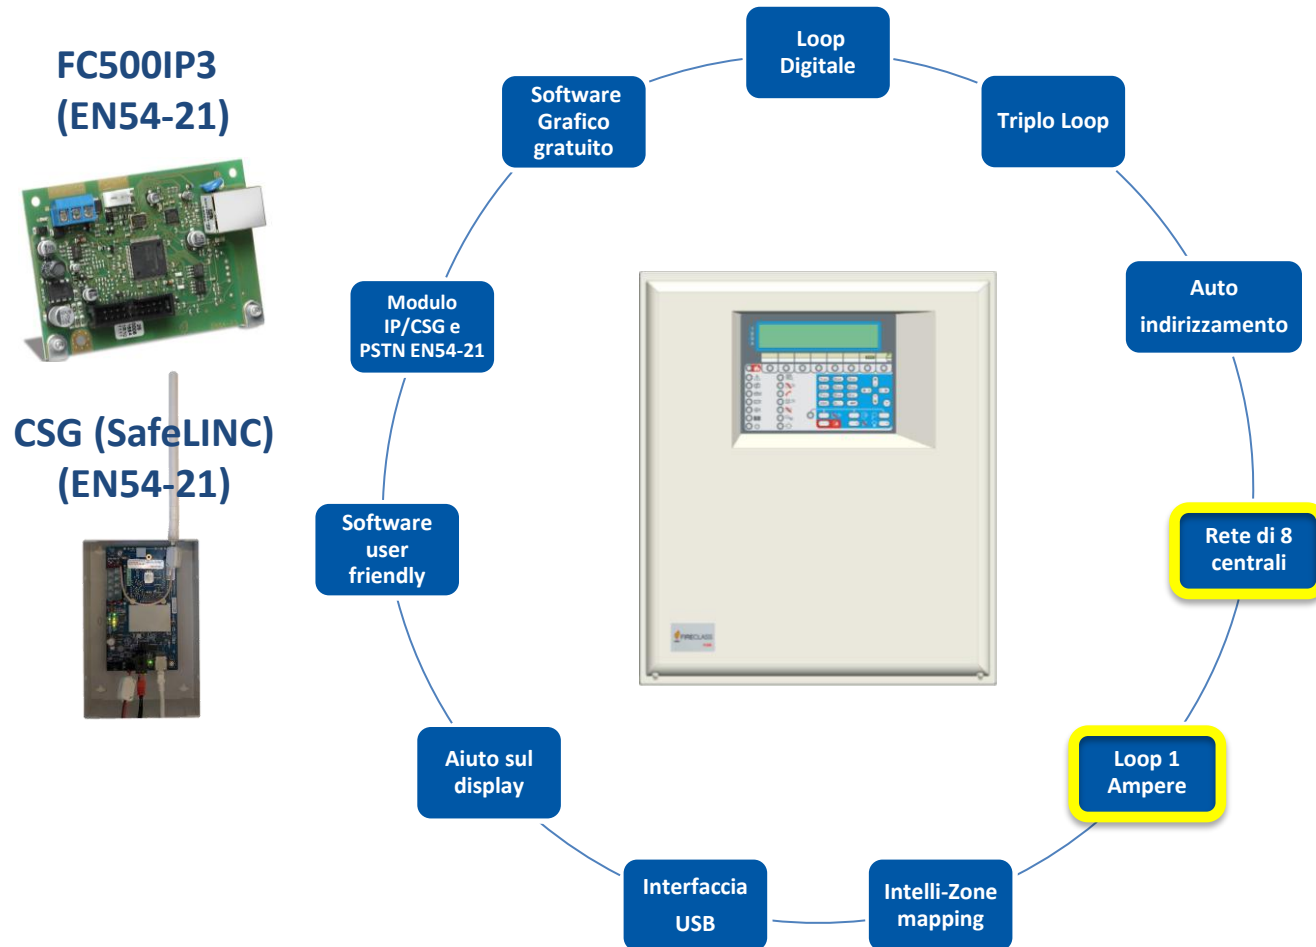 FC500IP3
(EN54-21)
CSG (SafeLINC)
(EN54-21)
Loop
Digitale
Triplo Loop
Auto
indirizzamento
Rete di 8
centrali
Loop 1
Ampere
Intelli-Zone
mapping
Interfaccia
USB
Aiuto sul
display
Software
user
friendly
Modulo
IP/CSG e
PSTN EN54-21
Software
Grafico
gratuito
FIRECLASS